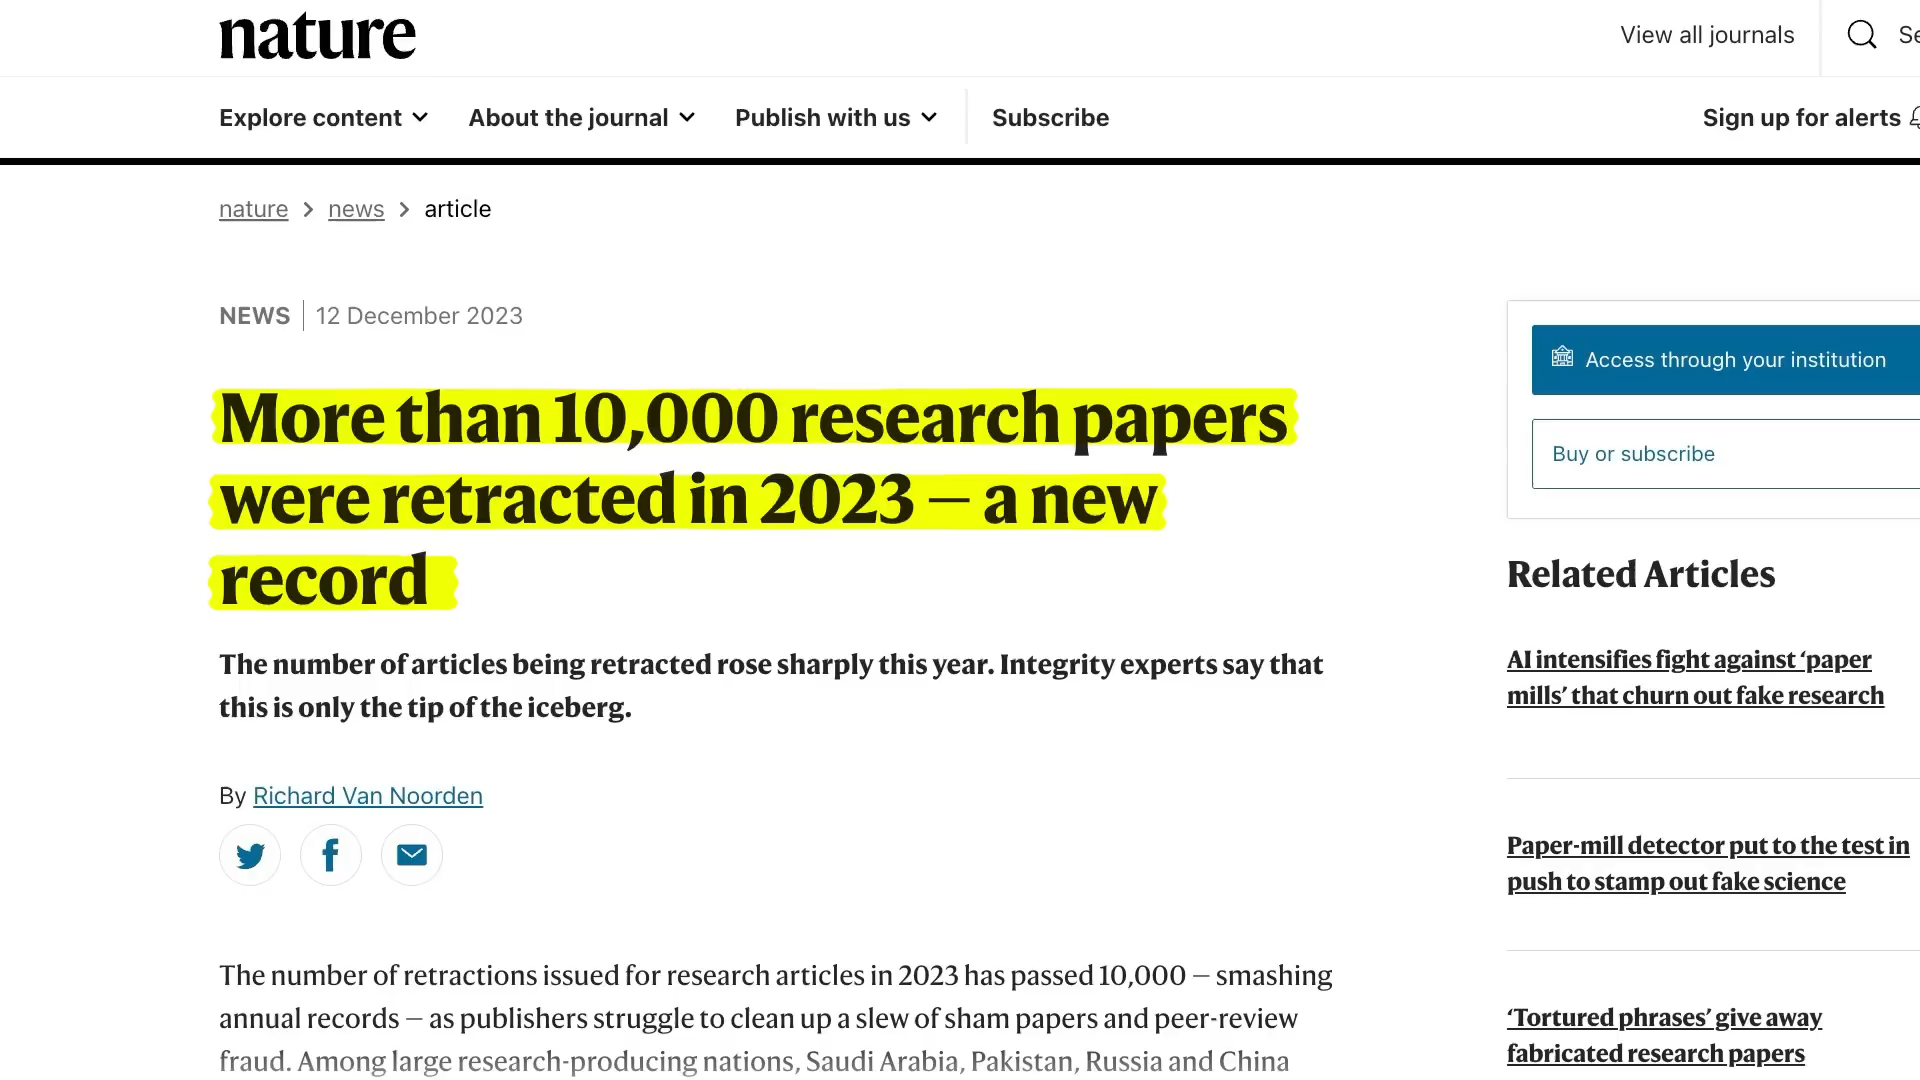 nature
View all journals
Explore content
About the journal
Publish with us
Subscribe
Sign up for alerts
nature > news > article
NEWS | 12 December 2023
More than 10,000 research papers
were retracted in 2023 — a new
record
The number of articles being retracted rose sharply this year. Integrity experts say that
this is only the tip of the iceberg.
By Richard Van Noorden
The number of retractions issued for research articles in 2023 has passed 10,000 — smashing
annual records — as publishers struggle to clean up a slew of sham papers and peer-review
fraud. Among large research-producing nations, Saudi Arabia, Pakistan, Russia and China
Access through your institution
Buy or subscribe
Related Articles
AI intensifies fight against ‘paper
mills’ that churn out fake research
Paper-mill detector put to the test in
push to stamp out fake science
‘Tortured phrases’ give away
fabricated research papers